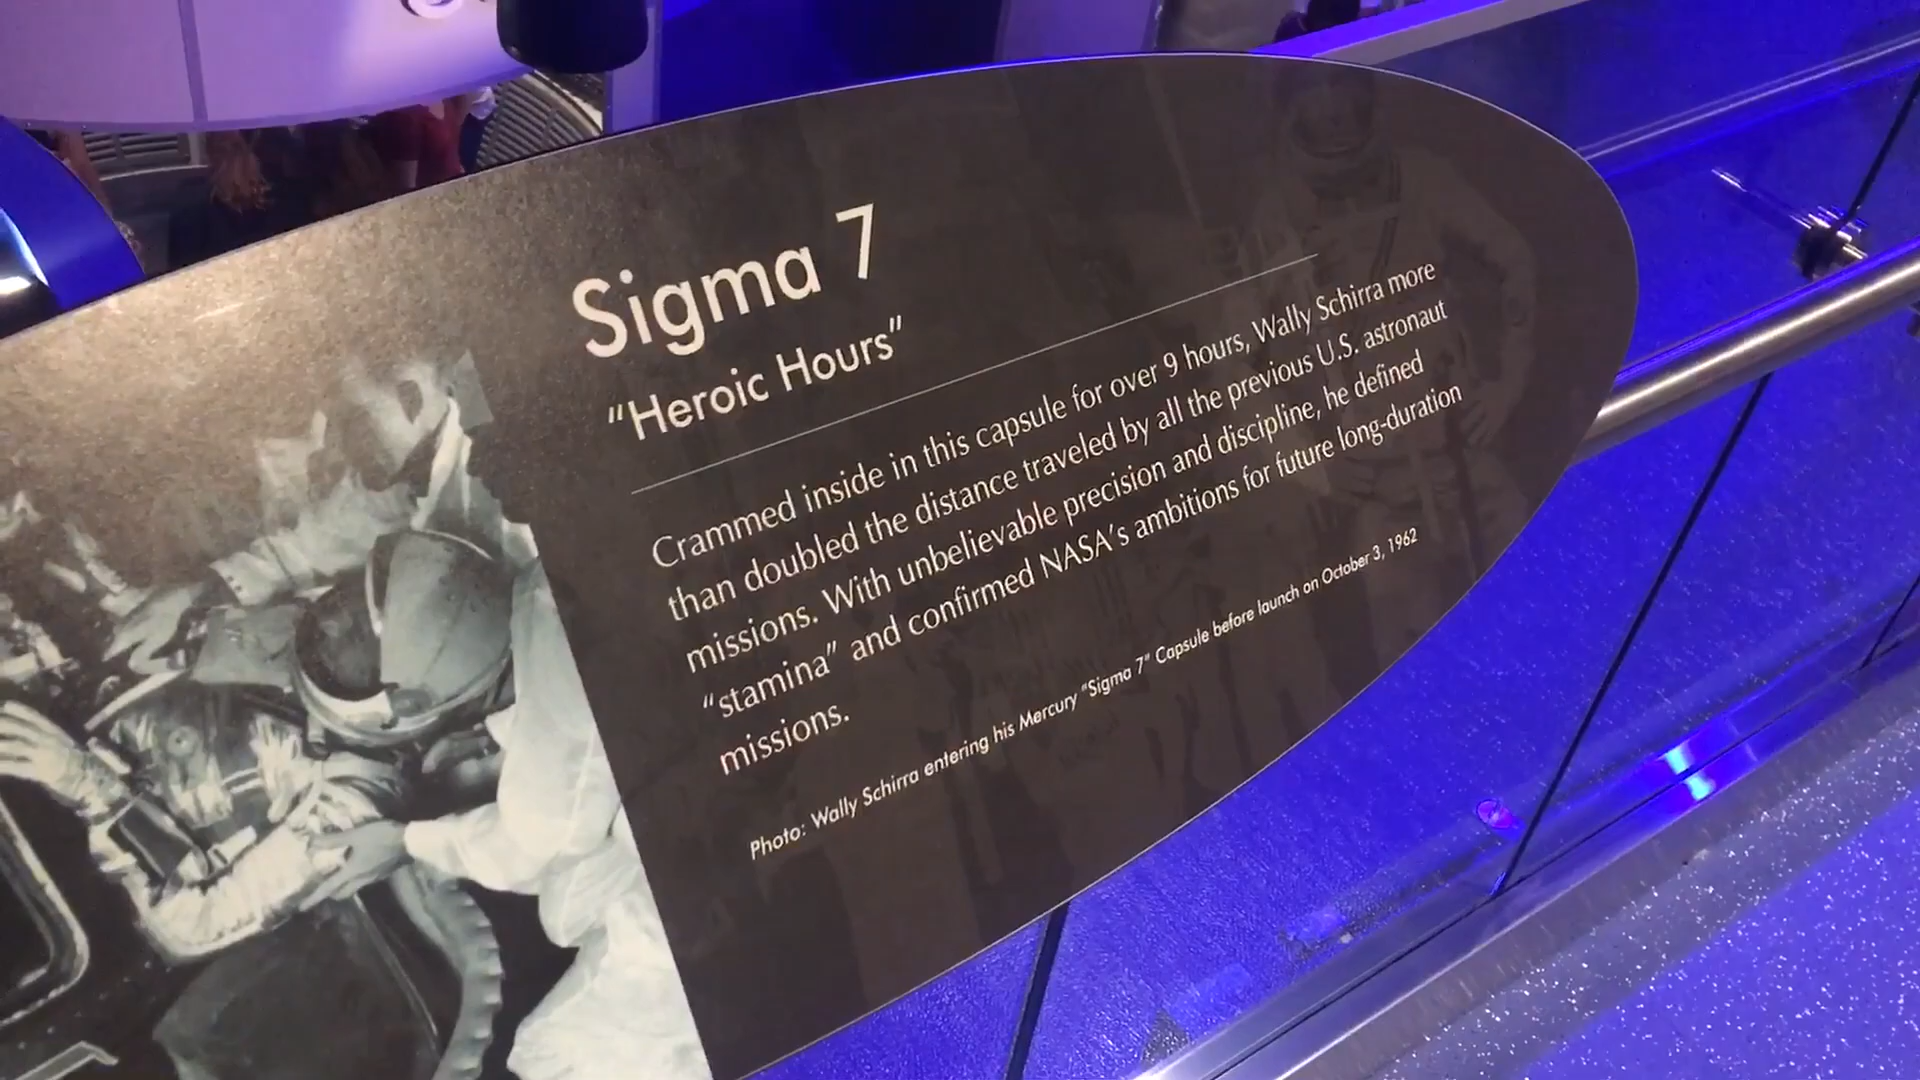 Sigma 7
"Heroic Hours"
Crammed inside in this capsule for over 9 hours, Wally Schirra more
than doubled the distance traveled by all the previous U.S. astronaut
missions. With unbelievable precision and discipline, he defined
"stamina" and confirmed NASA's ambitions for future long-duration
missions.
Photo: Wally Schirra entering his Mercury "Sigma 7" Capsule before launch on October 3, 1962